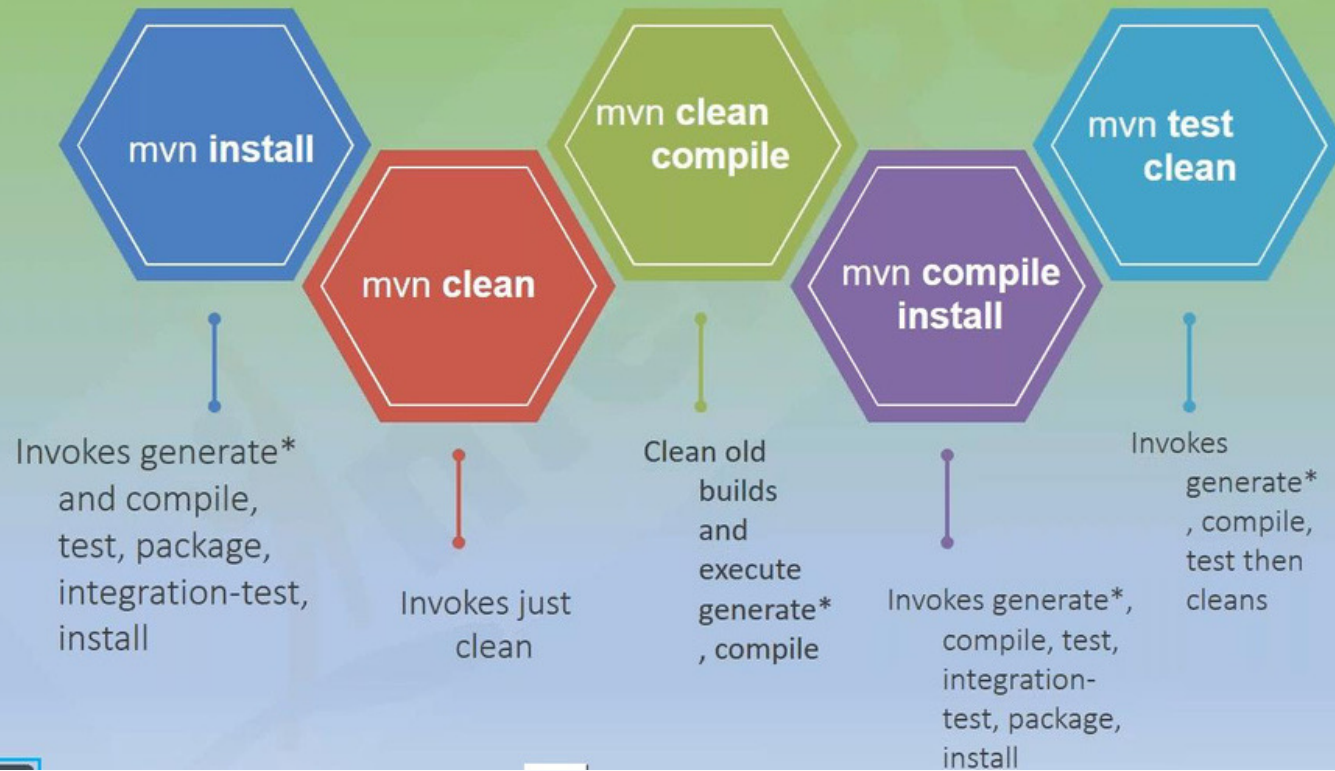 mvn install
Invokes generate*
and compile,
test, package,
integration-test,
install
mvn clean
Invokes just
clean
mvn clean
compile
Clean old
builds
and
execute
generate*
, compile
mvn compile
install
Invokes generate*,
compile, test,
integration-
test, package,
install
mvn test
clean
Invokes
generate*
, compile,
test then
cleans